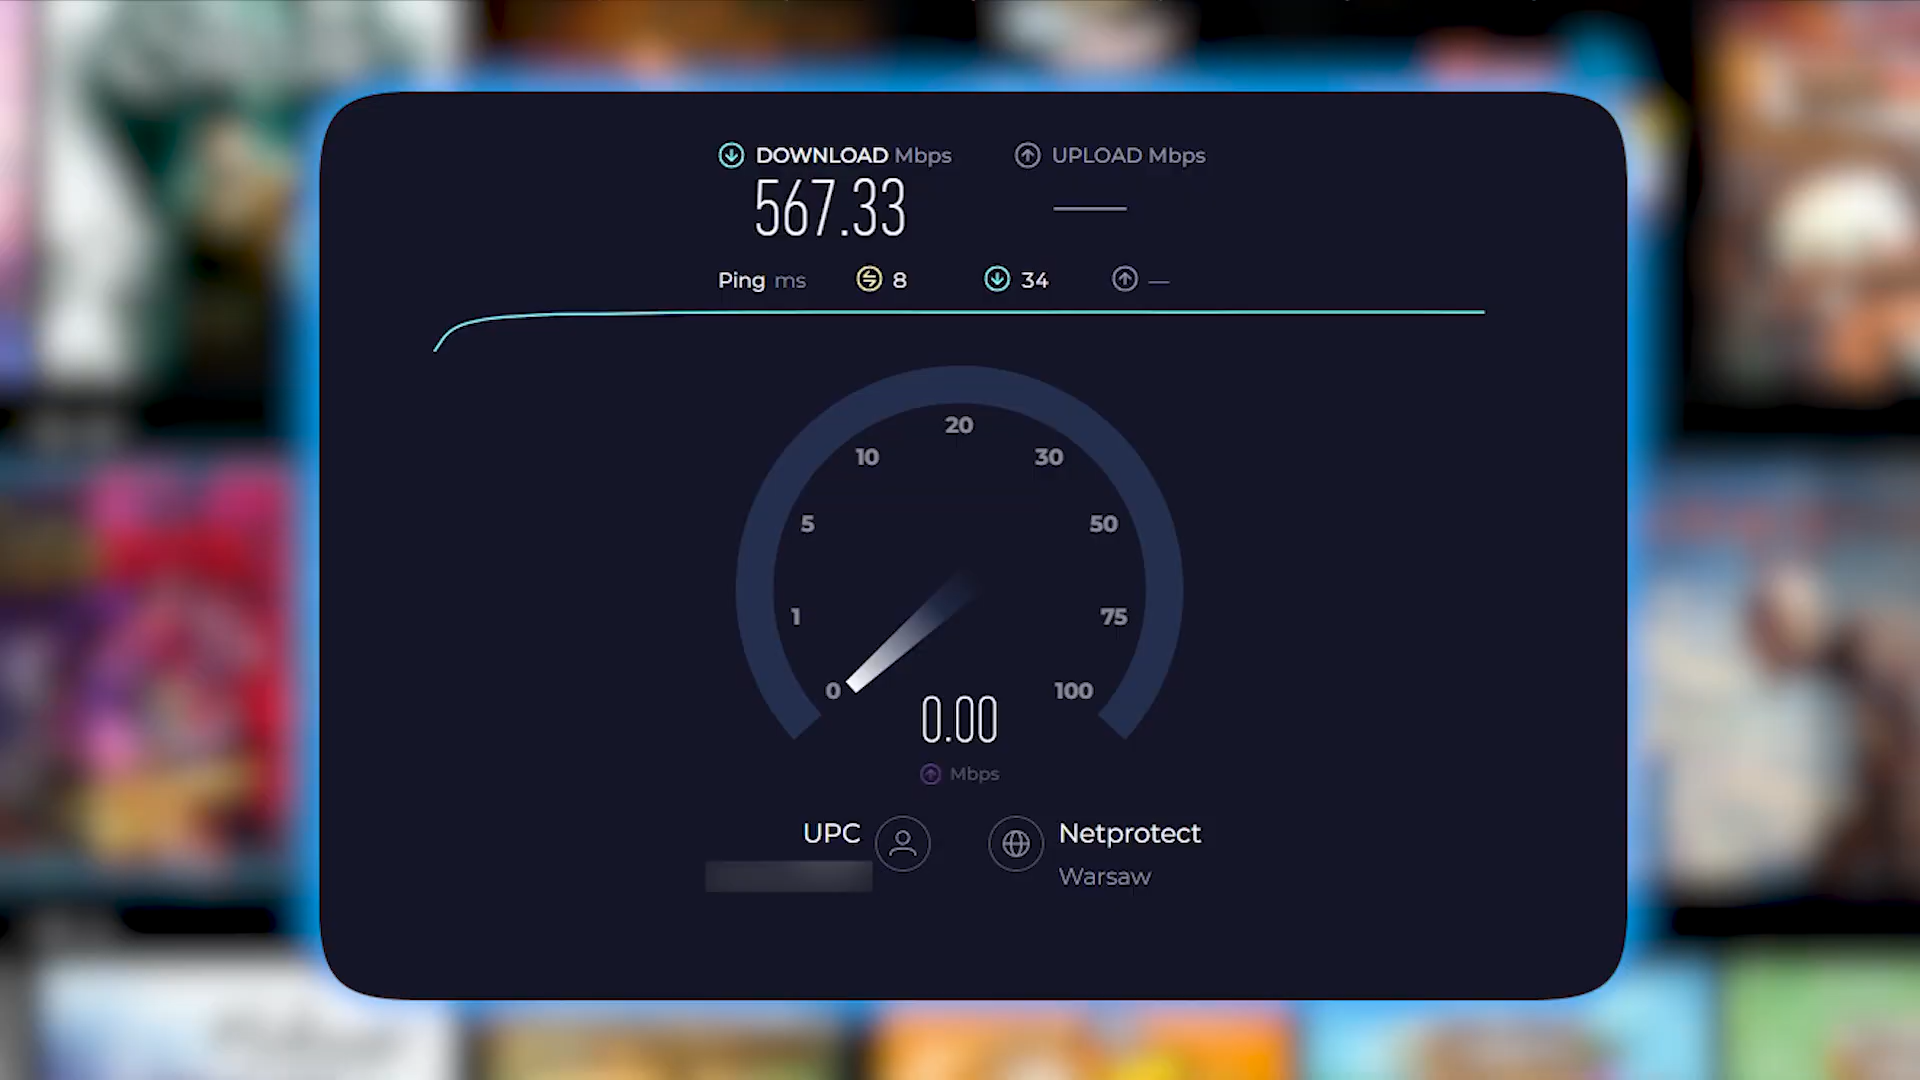 DOWNLOAD Mbps
567.33
UPLOAD Mbps
—
Ping ms 8 34 —
0
1
5
10
20
30
50
75
100
0.00
Mbps
UPC
Netprotect
Warsaw